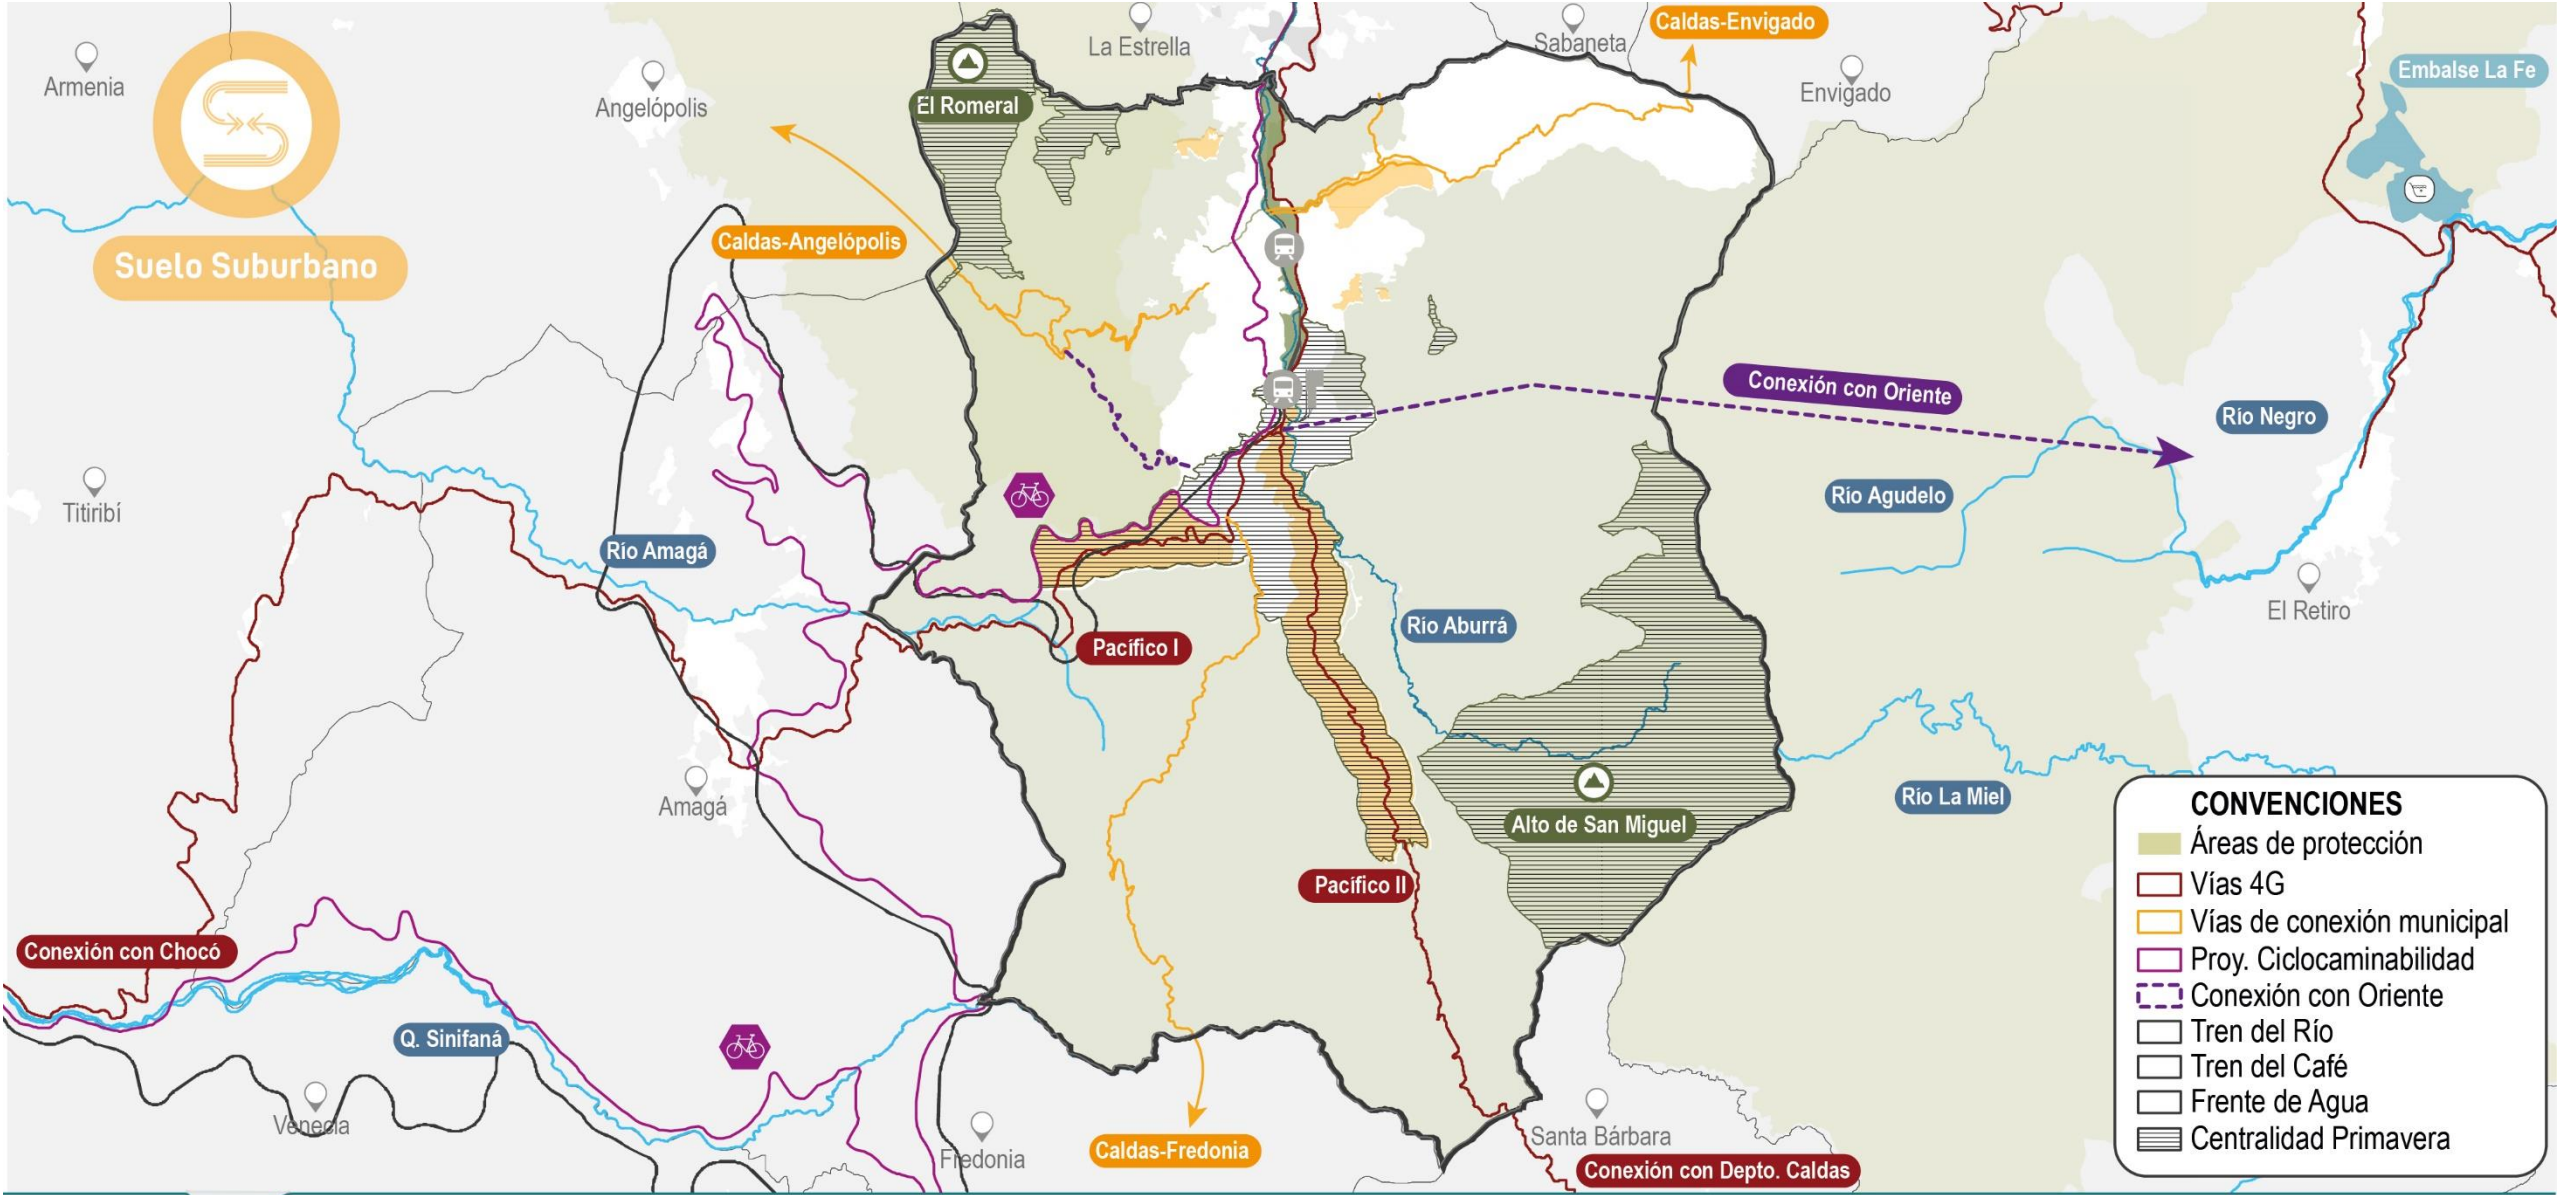 Armenia
La Estrella
Sabaneta
Caldas-Envigado
Embalse La Fe
Angelópolis
El Romeral
Envigado
Caldas-Angelópolis
Suelo Suburbano
Conexión con Oriente
Río Negro
Titiribí
Río Agudelo
Río Amagá
El Retiro
Río Aburrá
Pacífico I
Amagá
Alto de San Miguel
Río La Miel
Pacífico II
Conexión con Chocó
Q. Sinifaná
Venecia
Fredonia
Caldas-Fredonia
Santa Bárbara
Conexión con Depto. Caldas
CONVENCIONES
Áreas de protección
Vías 4G
Vías de conexión municipal
Proy. Ciclocaminabilidad
Conexión con Oriente
Tren del Río
Tren del Café
Frente de Agua
Centralidad Primavera